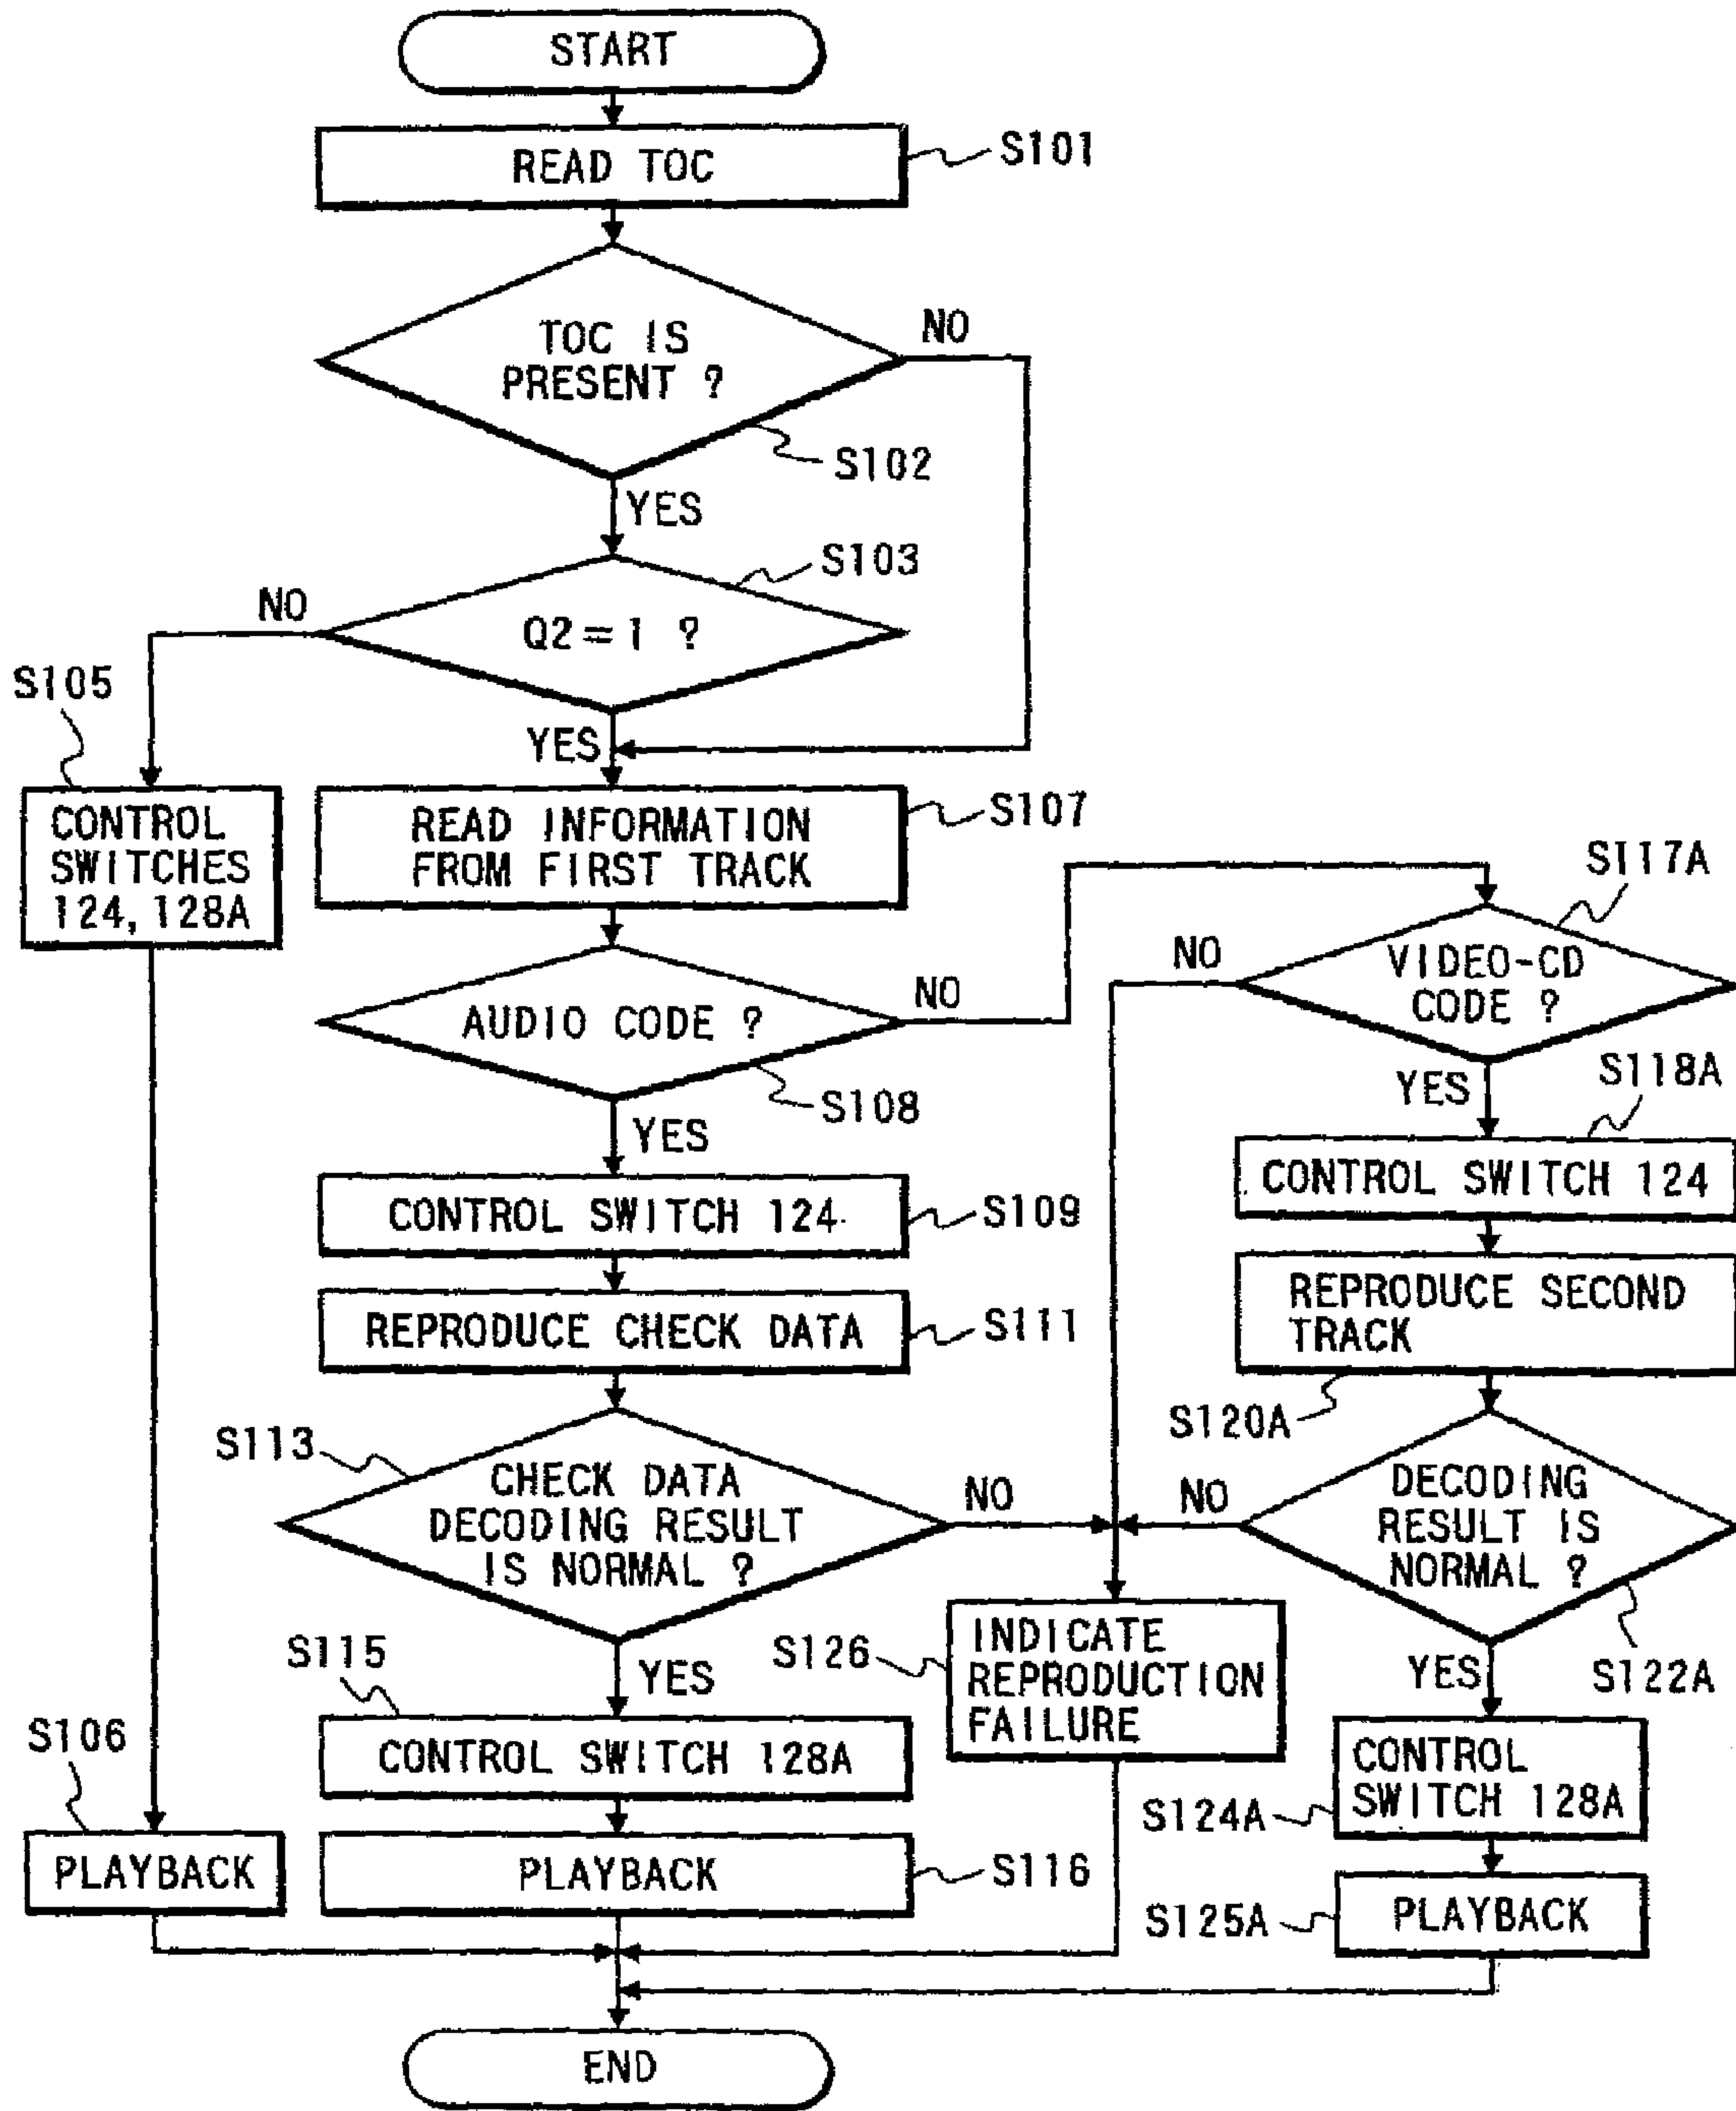 START
READ TOC
S101
TOC IS
PRESENT ?
NO
S102
YES
S103
Q2=1 ?
NO
S105
YES
CONTROL
SWITCHES
124, 128A
READ INFORMATION
FROM FIRST TRACK
S107
S117A
AUDIO CODE ?
NO
S108
YES
VIDEO-CD
CODE ?
NO
YES
S118A
CONTROL SWITCH 124
S109
CONTROL SWITCH 124
REPRODUCE CHECK DATA
S111
REPRODUCE SECOND
TRACK
S120A
S113
CHECK DATA
DECODING RESULT
IS NORMAL ?
NO
YES
DECODING
RESULT IS
NORMAL ?
NO
YES
S122A
S126
INDICATE
REPRODUCTION
FAILURE
S115
CONTROL SWITCH 128A
CONTROL
SWITCH 128A
S124A
S106
PLAYBACK
PLAYBACK
S116
S125A
PLAYBACK
END